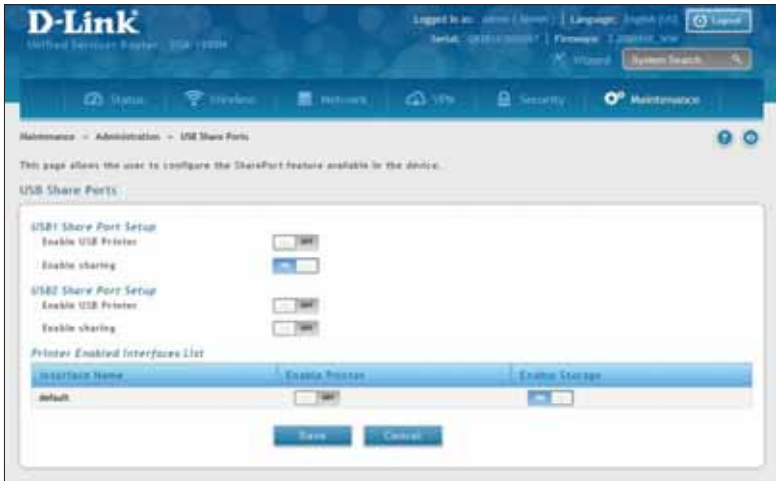 D-Link
Logged in as: admin ( Admin ) | Language: English [US]
Logout
Unified Services Router - DSR-1000N
Serial: | Firmware:
Wizard
System Search...
Status
Wireless
Network
VPN
Security
Maintenance
Maintenance » Administration » USB Share Ports
This page allows the user to configure the SharePort feature available in the device.
USB Share Ports
USB1 Share Port Setup
Enable USB Printer
OFF
Enable sharing
ON
USB2 Share Port Setup
Enable USB Printer
OFF
Enable sharing
OFF
Printer Enabled Interfaces List
Interface Name Enable Printer Enable Storage
default OFF ON
Save Cancel